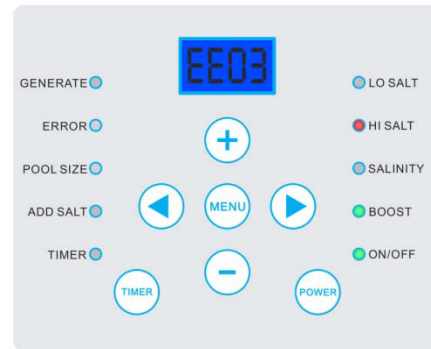 EE03
GENERATE
ERROR
POOL SIZE
ADD SALT
TIMER
+
MENU
−
TIMER
POWER
LO SALT
HI SALT
SALINITY
BOOST
ON/OFF